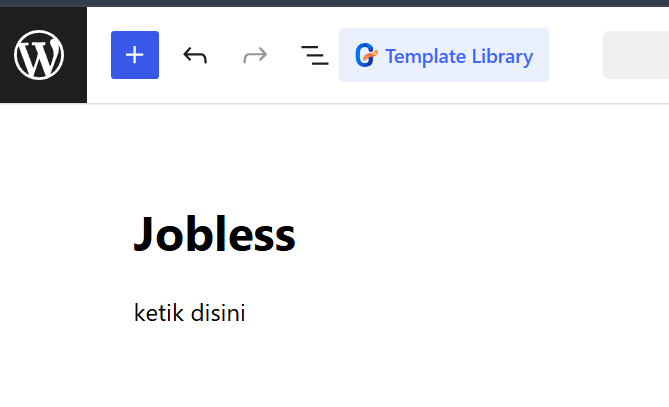 Template Library
Jobless
ketik disini